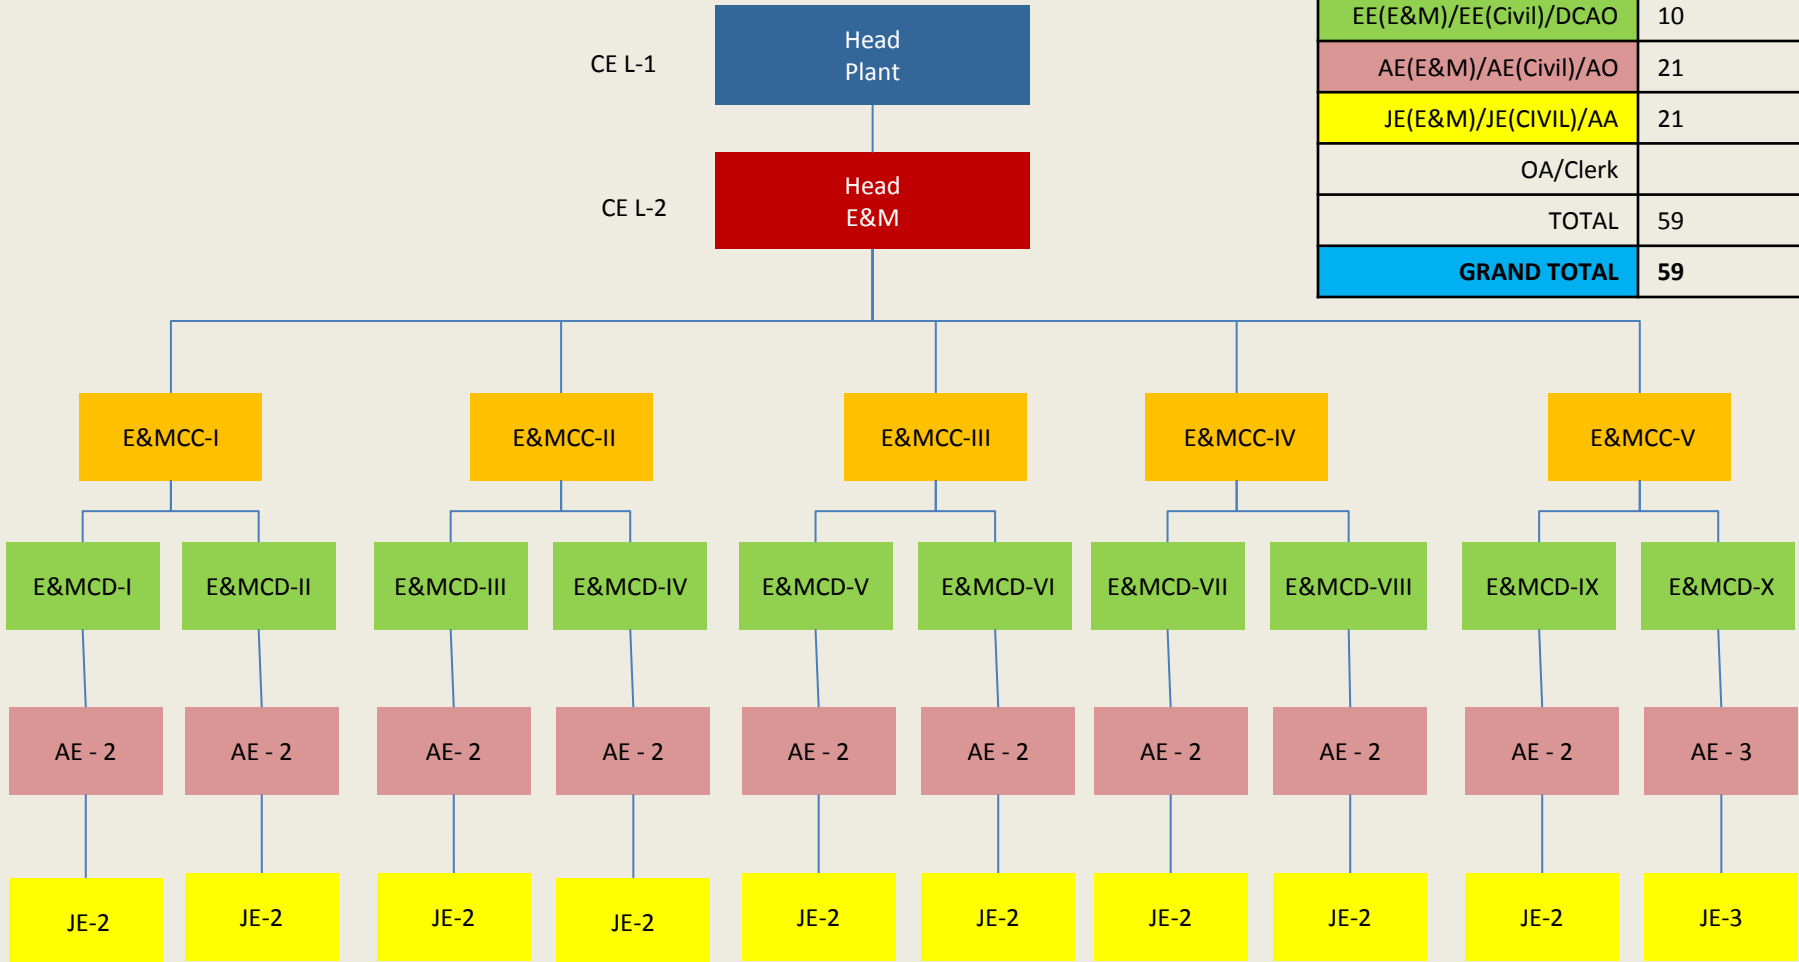 CE L-1
Head
Plant
CE L-2
Head
E&M
EE(E&M)/EE(Civil)/DCAO 10
AE(E&M)/AE(Civil)/AO 21
JE(E&M)/JE(CIVIL)/AA 21
OA/Clerk
TOTAL 59
GRAND TOTAL 59
E&MCC-I
E&MCC-II
E&MCC-III
E&MCC-IV
E&MCC-V
E&MCD-I
E&MCD-II
E&MCD-III
E&MCD-IV
E&MCD-V
E&MCD-VI
E&MCD-VII
E&MCD-VIII
E&MCD-IX
E&MCD-X
AE - 2
AE - 2
AE- 2
AE - 2
AE - 2
AE - 2
AE - 2
AE - 2
AE - 2
AE - 3
JE-2
JE-2
JE-2
JE-2
JE-2
JE-2
JE-2
JE-2
JE-2
JE-3